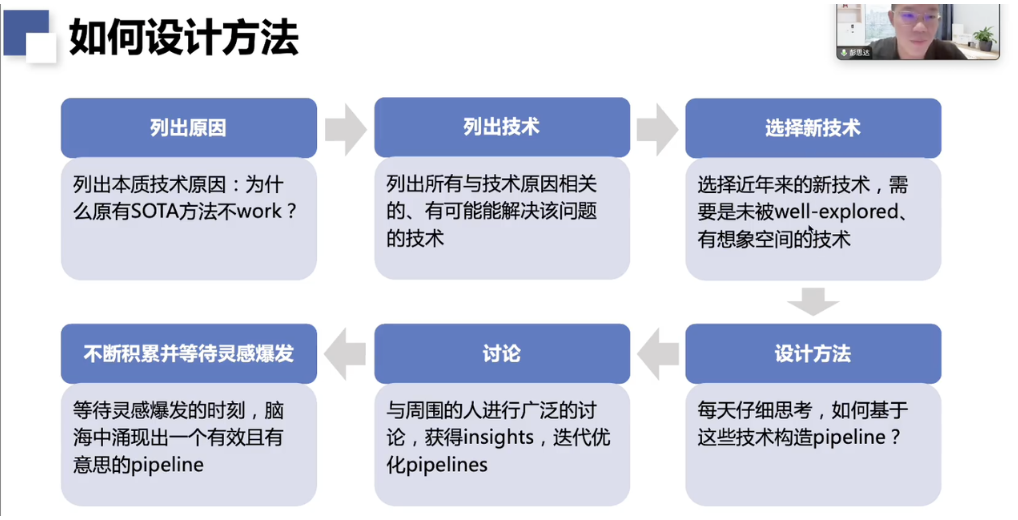 如何设计方法
彭思达
列出原因
列出本质技术原因：为什
么原有SOTA方法不work？
列出技术
列出所有与技术原因相关
的、有可能能解决该问题
的技术
选择新技术
选择近年来的新技术，需
要是未被well-explored、
有想象空间的技术
设计方法
每天仔细思考，如何基于
这些技术构造pipeline？
讨论
与周围的人进行广泛的讨
论，获得insights，迭代优
化pipelines
不断积累并等待灵感爆发
等待灵感爆发的时刻，脑
海中涌现出一个有效且有
意思的pipeline